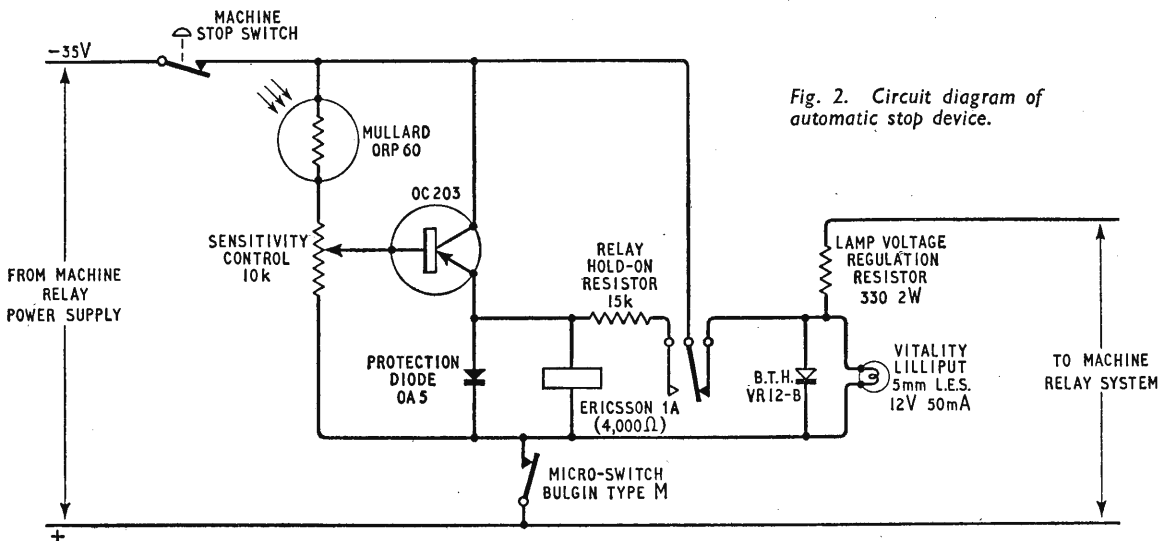 MACHINE
STOP SWITCH
-35V
Fig. 2. Circuit diagram of
automatic stop device.
MULLARD
ORP 60
OC203
SENSITIVITY
CONTROL
10k
RELAY
HOLD-ON
RESISTOR
15k
LAMP VOLTAGE
REGULATION
RESISTOR
330 2W
FROM MACHINE
RELAY
POWER SUPPLY
PROTECTION
DIODE
OA5
ERICSSON 1A
(4,000Ω)
B.T.H.
VR12-B
VITALITY
LILLIPUT
5mm L.E.S.
12V 50mA
TO MACHINE
RELAY SYSTEM
MICRO-SWITCH
BULGIN TYPE M
+